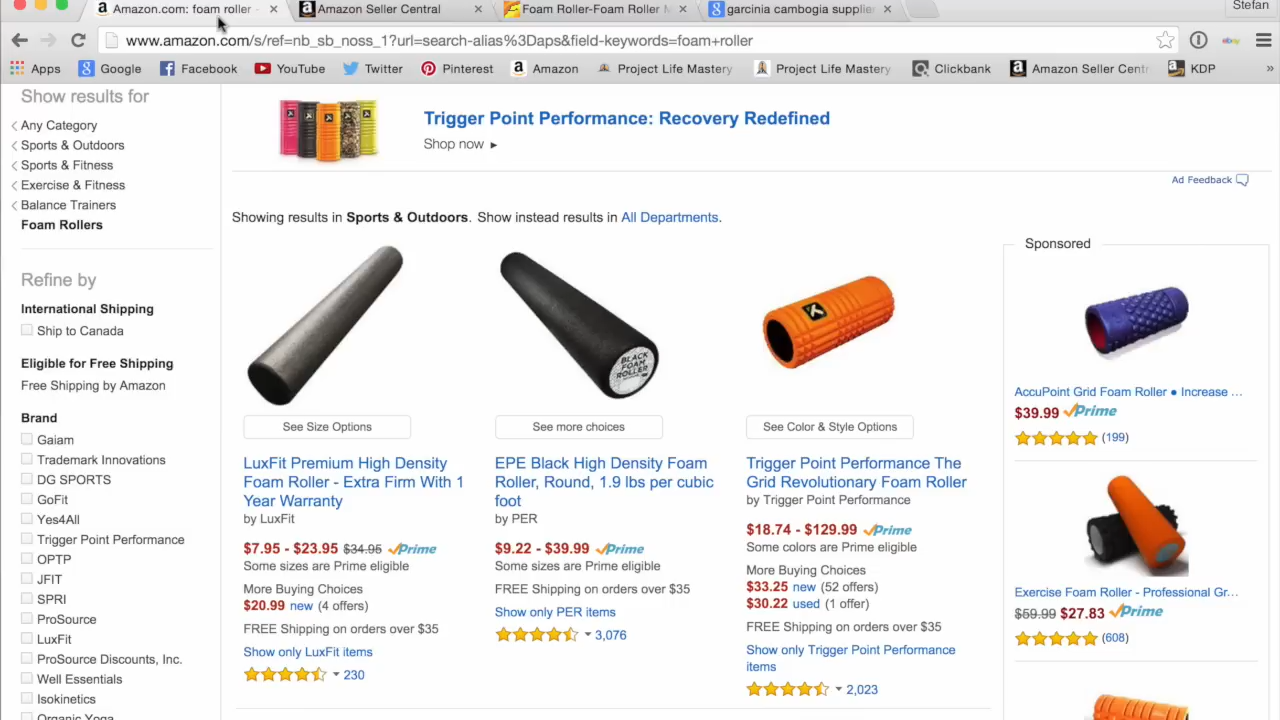 Amazon.com: foam roller
Amazon Seller Central
Foam Roller-Foam Roller M
garcinia cambogia supplie
Stefan
www.amazon.com/s/ref=nb_sb_noss_1?url=search-alias%3Daps&field-keywords=foam+roller
Apps
Google
Facebook
YouTube
Twitter
Pinterest
Amazon
Project Life Mastery
Project Life Mastery
Clickbank
Amazon Seller Centr
KDP
»
Show results for
Any Category
Sports & Outdoors
Sports & Fitness
Exercise & Fitness
Balance Trainers
Foam Rollers
Refine by
International Shipping
Ship to Canada
Eligible for Free Shipping
Free Shipping by Amazon
Brand
Gaiam
Trademark Innovations
DG SPORTS
GoFit
Yes4All
Trigger Point Performance
OPTP
JFIT
SPRI
ProSource
LuxFit
ProSource Discounts, Inc.
Well Essentials
Isokinetics
Organic Yoga
Trigger Point Performance: Recovery Redefined
Shop now ▸
Ad Feedback
Showing results in Sports & Outdoors. Show instead results in All Departments.
See Size Options
LuxFit Premium High Density
Foam Roller - Extra Firm With 1
Year Warranty
by LuxFit
$7.95 - $23.95 $34.95 Prime
Some sizes are Prime eligible
More Buying Choices
$20.99 new (4 offers)
FREE Shipping on orders over $35
Show only LuxFit items
230
BLACK
FOAM
ROLLER
See more choices
EPE Black High Density Foam
Roller, Round, 1.9 lbs per cubic
foot
by PER
$9.22 - $39.99 Prime
Some sizes are Prime eligible
FREE Shipping on orders over $35
Show only PER items
3,076
See Color & Style Options
Trigger Point Performance The
Grid Revolutionary Foam Roller
by Trigger Point Performance
$18.74 - $129.99 Prime
Some colors are Prime eligible
More Buying Choices
$33.25 new (52 offers)
$30.22 used (1 offer)
FREE Shipping on orders over $35
Show only Trigger Point Performance
items
2,023
Sponsored
AccuPoint Grid Foam Roller ● Increase ...
$39.99 Prime
(199)
Exercise Foam Roller - Professional Gr...
$59.99 $27.83 Prime
(608)